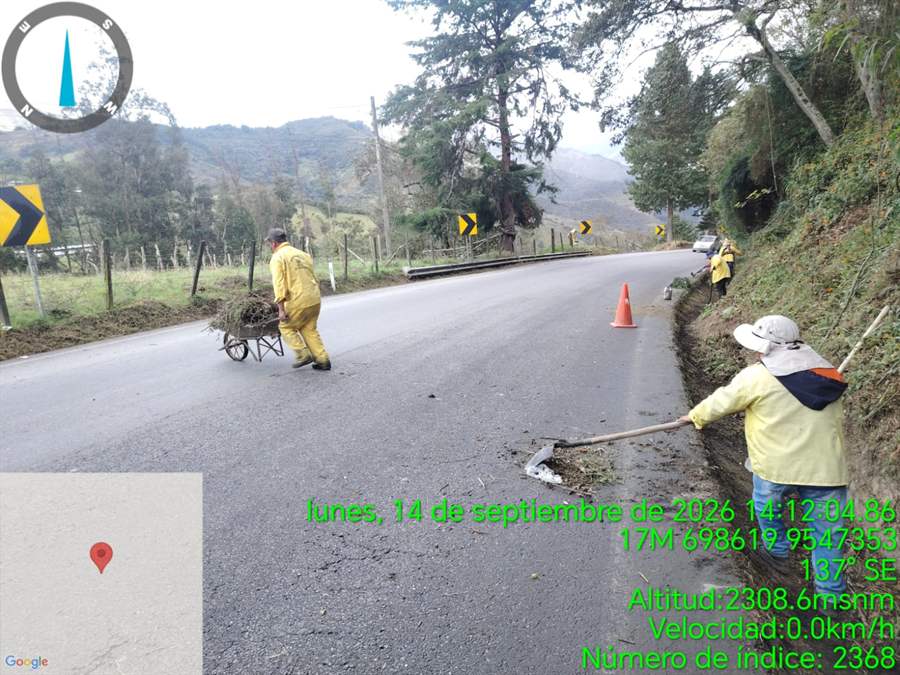 S
E
N
lunes, 14 de septiembre de 2026 14:12:04.86
17M 698619 9547353
137° SE
Altitud:2308.6msnm
Velocidad:0.0km/h
Número de índice: 2368
Google